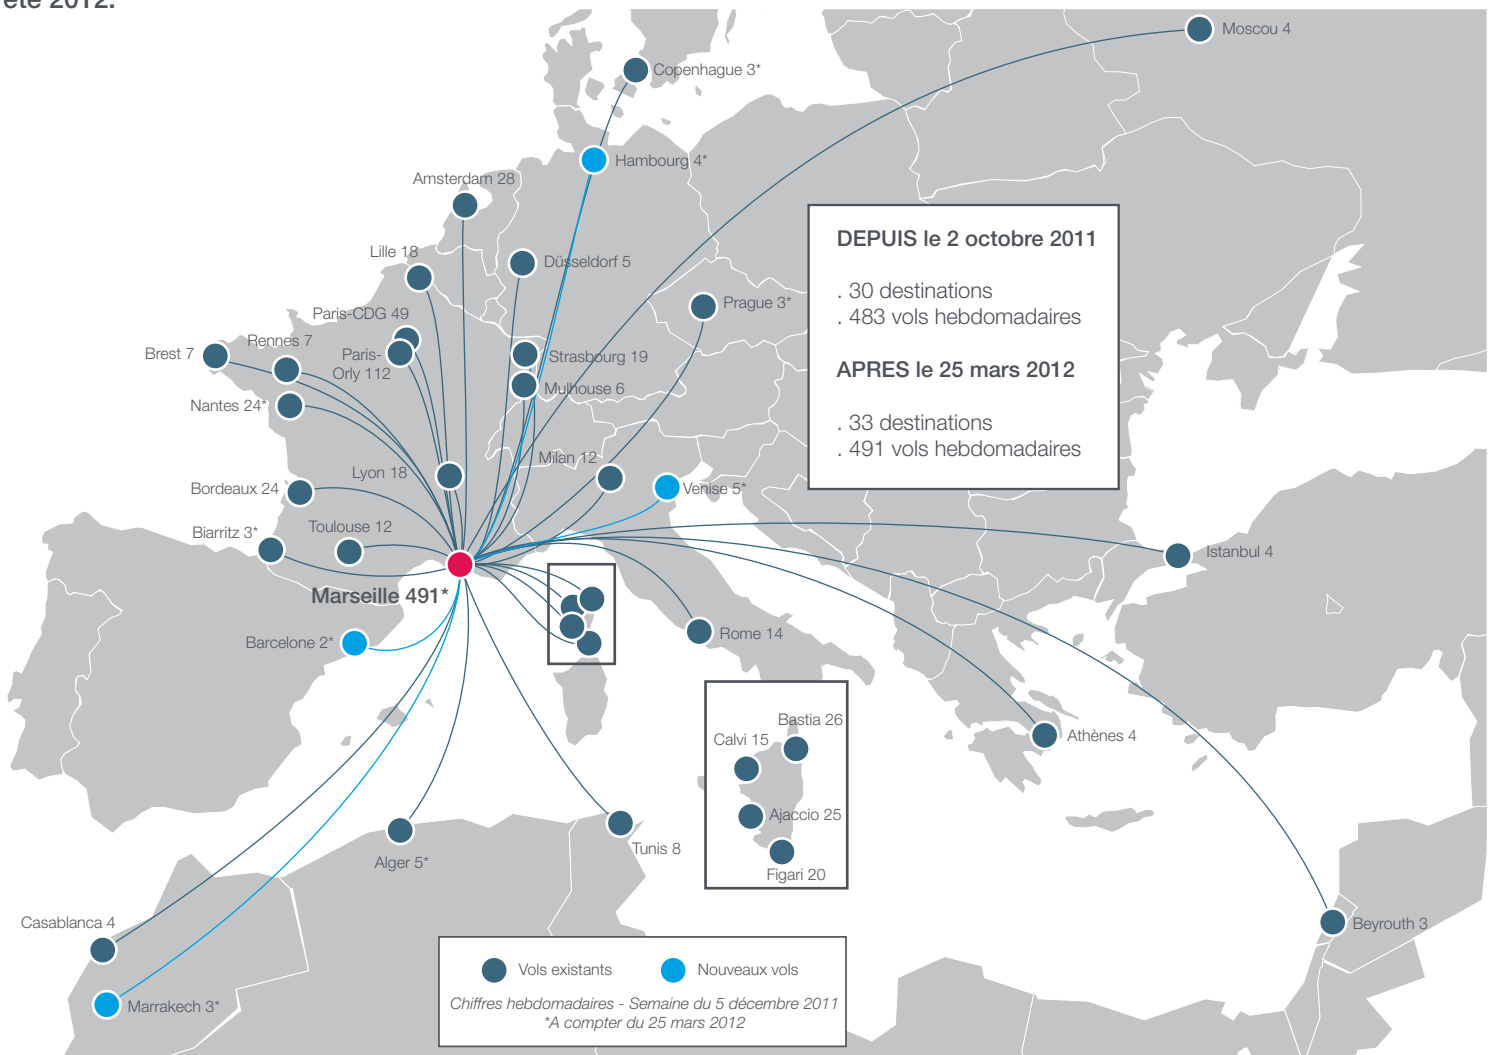 été 2012.
Moscou 4
Copenhague 3*
Hambourg 4*
Amsterdam 28
DEPUIS le 2 octobre 2011
. 30 destinations
. 483 vols hebdomadaires
APRES le 25 mars 2012
. 33 destinations
. 491 vols hebdomadaires
Lille 18
Düsseldorf 5
Prague 3*
Paris-CDG 49
Rennes 7
Brest 7
Paris-
Orly 112
Strasbourg 19
Mulhouse 6
Nantes 24*
Lyon 18
Milan 12
Venise 5*
Bordeaux 24
Toulouse 12
Biarritz 3*
Istanbul 4
Marseille 491*
Barcelone 2*
Rome 14
Bastia 26
Calvi 15
Athènes 4
Ajaccio 25
Figari 20
Tunis 8
Alger 5*
Casablanca 4
Beyrouth 3
Marrakech 3*
Vols existants
Nouveaux vols
Chiffres hebdomadaires - Semaine du 5 décembre 2011
*A compter du 25 mars 2012